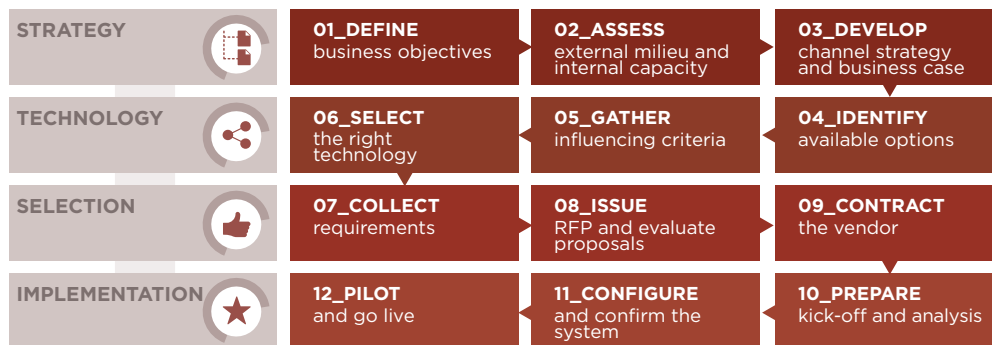 STRATEGY
01_DEFINE
business objectives
02_ASSESS
external milieu and
internal capacity
03_DEVELOP
channel strategy
and business case
TECHNOLOGY
06_SELECT
the right
technology
05_GATHER
influencing criteria
04_IDENTIFY
available options
SELECTION
07_COLLECT
requirements
08_ISSUE
RFP and evaluate
proposals
09_CONTRACT
the vendor
IMPLEMENTATION
12_PILOT
and go live
11_CONFIGURE
and confirm the
system
10_PREPARE
kick-off and analysis